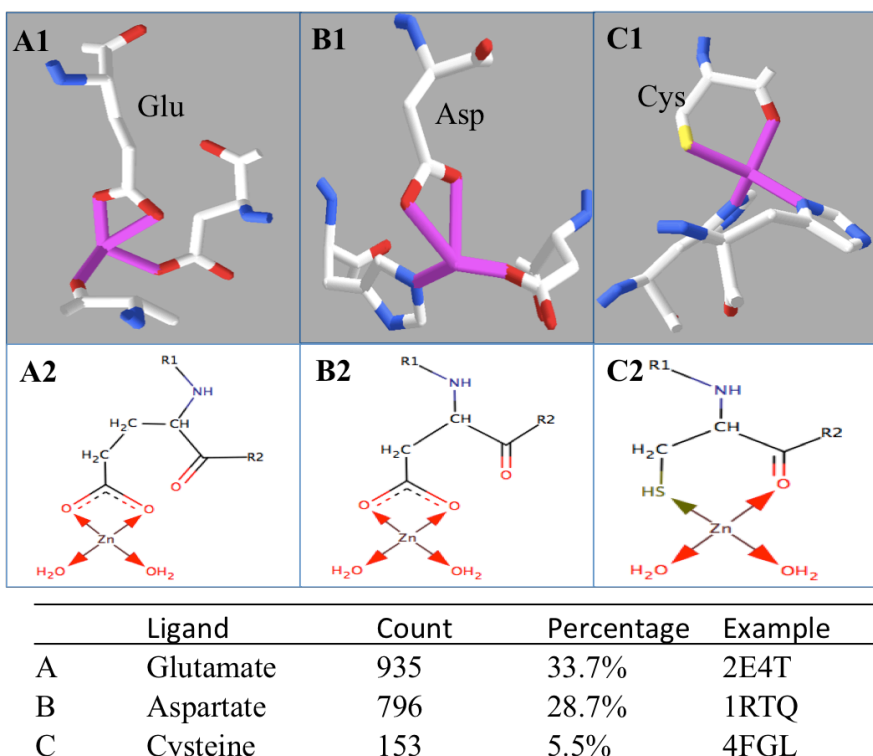 A1 B1 C1
Glu Asp Cys
A2 B2 C2
R1 R1 R1
NH NH NH
H2C CH CH CH
H2C R2 H2C R2 H2C R2
O O O
O O O O HS O
Zn Zn Zn
H2O OH2 H2O OH2 H2O OH2
Ligand Count Percentage Example
A Glutamate 935 33.7% 2E4T
B Aspartate 796 28.7% 1RTQ
C Cysteine 153 5.5% 4FGL